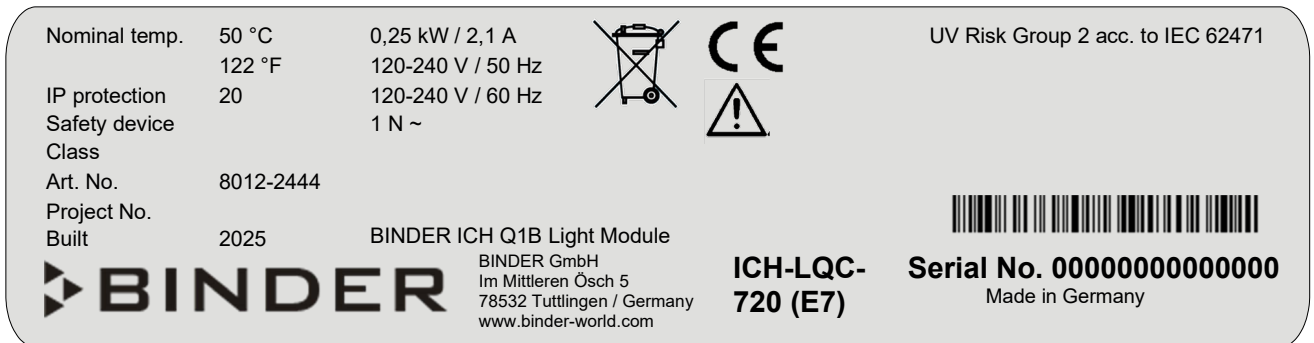 Nominal temp. 50 °C 0,25 kW / 2,1 A UV Risk Group 2 acc. to IEC 62471
122 °F 120-240 V / 50 Hz
IP protection 20 120-240 V / 60 Hz
Safety device 1 N ~
Class
Art. No. 8012-2444
Project No.
Built 2025 BINDER ICH Q1B Light Module
BINDER
BINDER GmbH
Im Mittleren Ösch 5
78532 Tuttlingen / Germany
www.binder-world.com
ICH-LQC-
720 (E7)
Serial No. 00000000000000
Made in Germany
CE